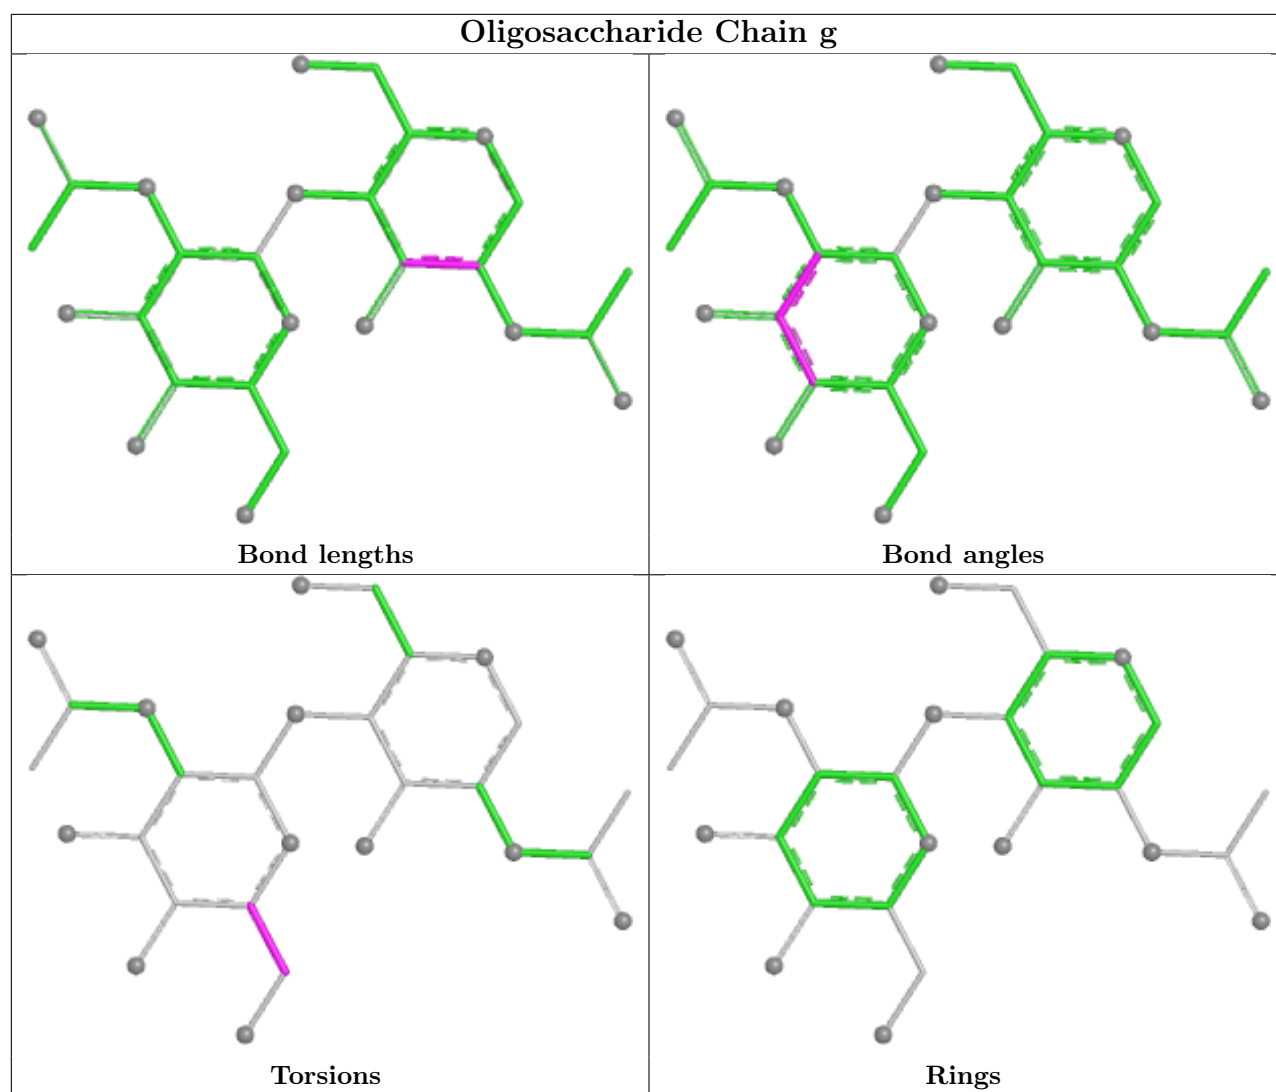 Oligosaccharide Chain g
Bond lengths
Bond angles
Torsions
Rings